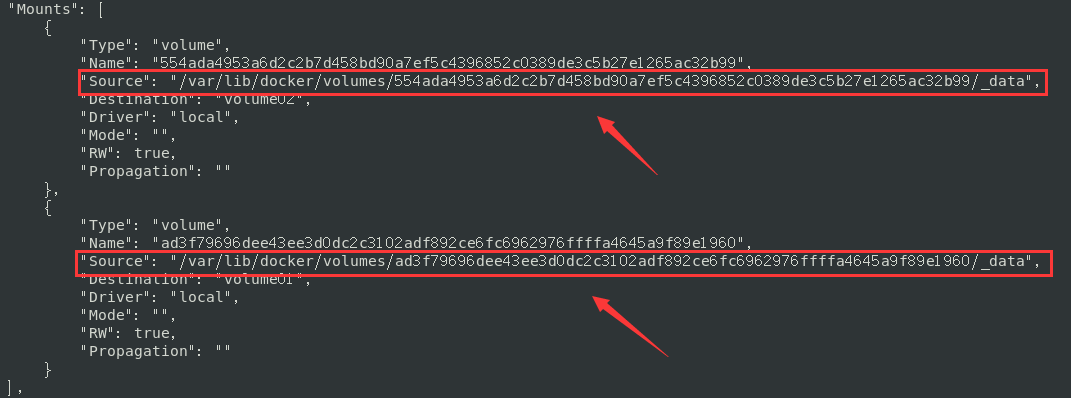 "Mounts": [
{
"Type": "volume",
"Name": "554ada4953a6d2c2b7d458bd90a7ef5c4396852c0389de3c5b27e1265ac32b99",
"Source": "/var/lib/docker/volumes/554ada4953a6d2c2b7d458bd90a7ef5c4396852c0389de3c5b27e1265ac32b99/_data",
"Destination": "volume02",
"Driver": "local",
"Mode": "",
"RW": true,
"Propagation": ""
},
{
"Type": "volume",
"Name": "ad3f79696dee43ee3d0dc2c3102adf892ce6fc6962976ffffa4645a9f89e1960",
"Source": "/var/lib/docker/volumes/ad3f79696dee43ee3d0dc2c3102adf892ce6fc6962976ffffa4645a9f89e1960/_data",
"Destination": "volume01",
"Driver": "local",
"Mode": "",
"RW": true,
"Propagation": ""
}
],